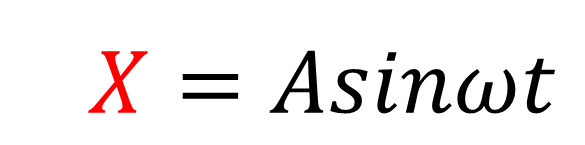 X = Asinωt